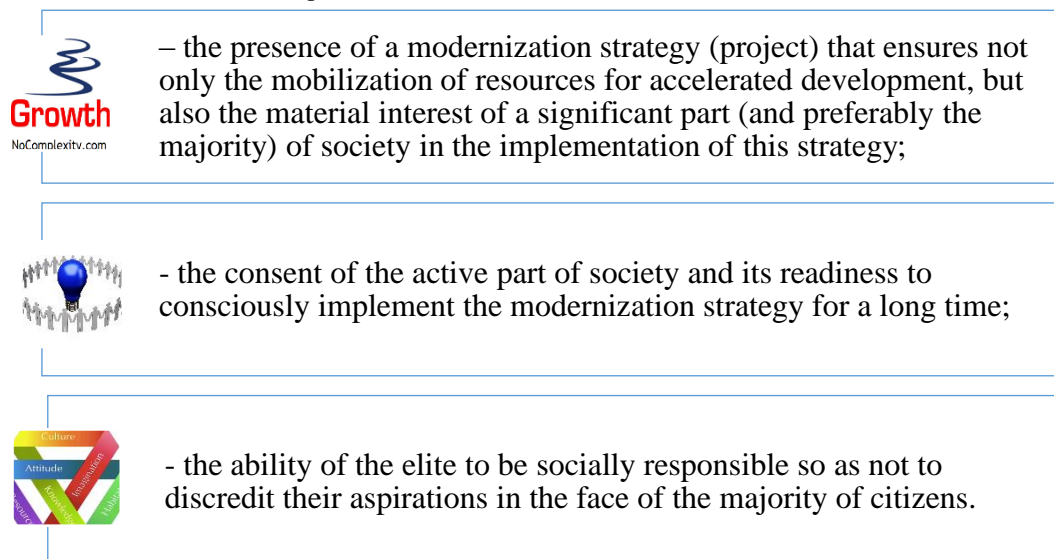 – the presence of a modernization strategy (project) that ensures not
only the mobilization of resources for accelerated development, but
also the material interest of a significant part (and preferably the
majority) of society in the implementation of this strategy;
Growth
NoComplexity.com
- the consent of the active part of society and its readiness to
consciously implement the modernization strategy for a long time;
Culture
Attitude
Imagination
Knowledge
- the ability of the elite to be socially responsible so as not to
discredit their aspirations in the face of the majority of citizens.